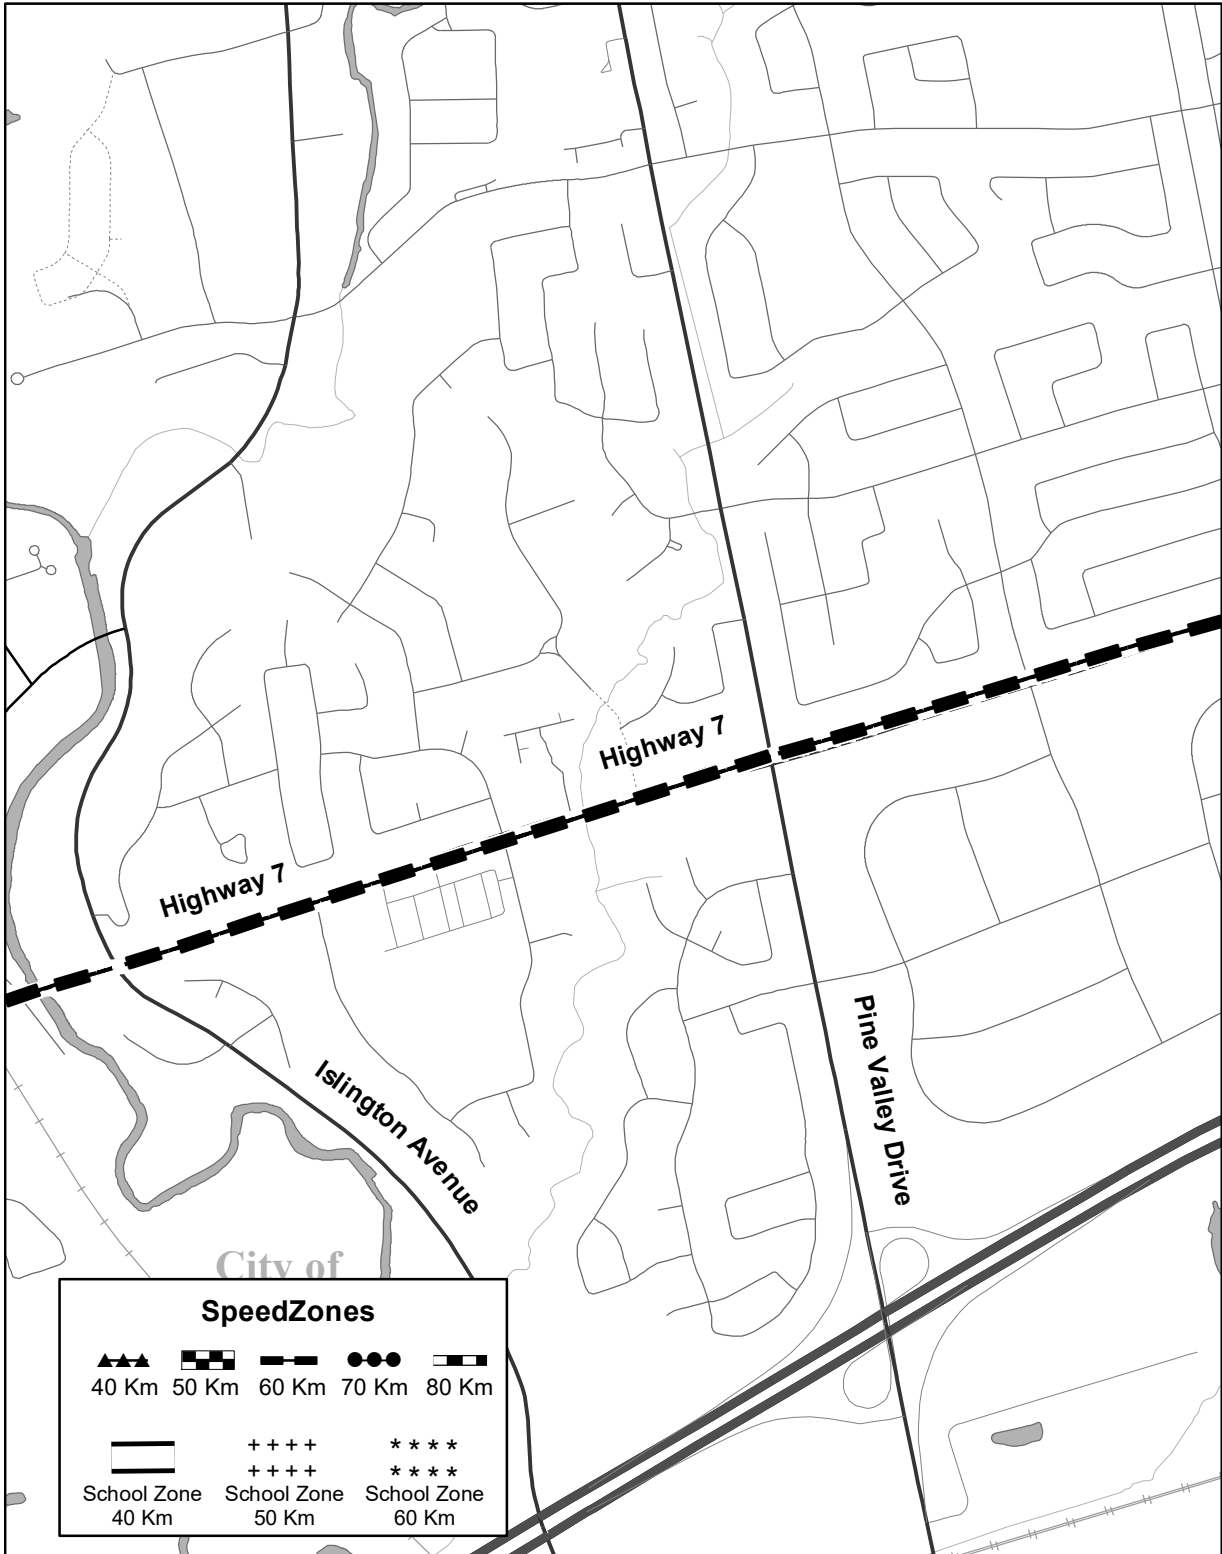 Highway 7
Highway 7
Pine Valley Drive
Islington Avenue
City of
SpeedZones
40 Km 50 Km 60 Km 70 Km 80 Km
+ + + +
+ + + +
* * * *
* * * *
School Zone School Zone School Zone
40 Km 50 Km 60 Km